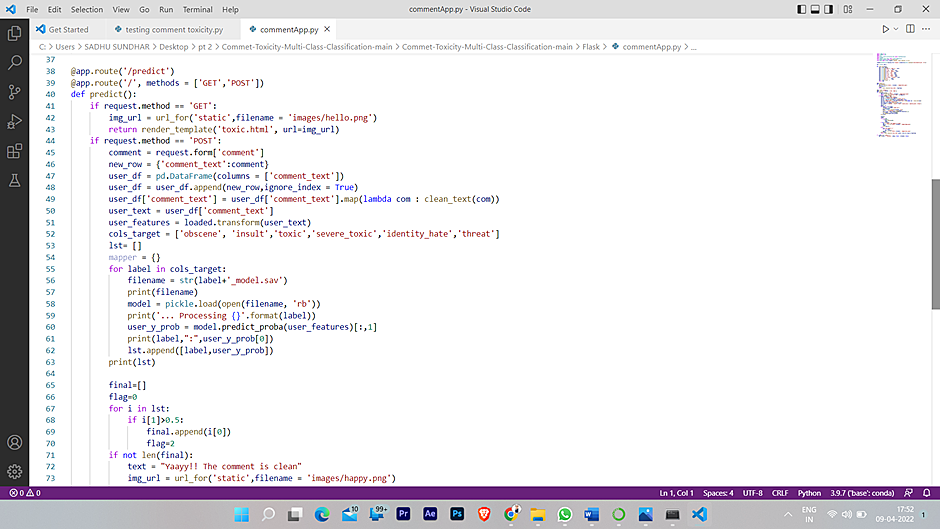 File Edit Selection View Go Run Terminal Help commentApp.py - Visual Studio Code
Get Started testing comment toxicity.py commentApp.py
C: > Users > SADHU SUNDHAR > Desktop > pt 2 > Commet-Toxicity-Multi-Class-Classification-main > Commet-Toxicity-Multi-Class-Classification-main > Flask > commentApp.py > ...
37
38 @app.route('/predict')
39 @app.route('/', methods = ['GET','POST'])
40 def predict():
41 if request.method == 'GET':
42 img_url = url_for('static',filename = 'images/hello.png')
43 return render_template('toxic.html', url=img_url)
44 if request.method == 'POST':
45 comment = request.form['comment']
46 new_row = {'comment_text':comment}
47 user_df = pd.DataFrame(columns = ['comment_text'])
48 user_df = user_df.append(new_row,ignore_index = True)
49 user_df['comment_text'] = user_df['comment_text'].map(lambda com : clean_text(com))
50 user_text = user_df['comment_text']
51 user_features = loaded.transform(user_text)
52 cols_target = ['obscene', 'insult','toxic','severe_toxic','identity_hate','threat']
53 lst= []
54 mapper = {}
55 for label in cols_target:
56 filename = str(label+'_model.sav')
57 print(filename)
58 model = pickle.load(open(filename, 'rb'))
59 print('... Processing {}'.format(label))
60 user_y_prob = model.predict_proba(user_features)[:,1]
61 print(label,":",user_y_prob[0])
62 lst.append([label,user_y_prob])
63 print(lst)
64
65 final=[]
66 flag=0
67 for i in lst:
68 if i[1]>0.5:
69 final.append(i[0])
70 flag=2
71 if not len(final):
72 text = "Yaayy!! The comment is clean"
73 img_url = url_for('static',filename = 'images/happy.png')
0 0 Ln 1, Col 1 Spaces: 4 UTF-8 CRLF Python 3.9.7 ('base': conda)
10 99+ Pr Ae Ps ENG IN 17:52 09-04-2022 1